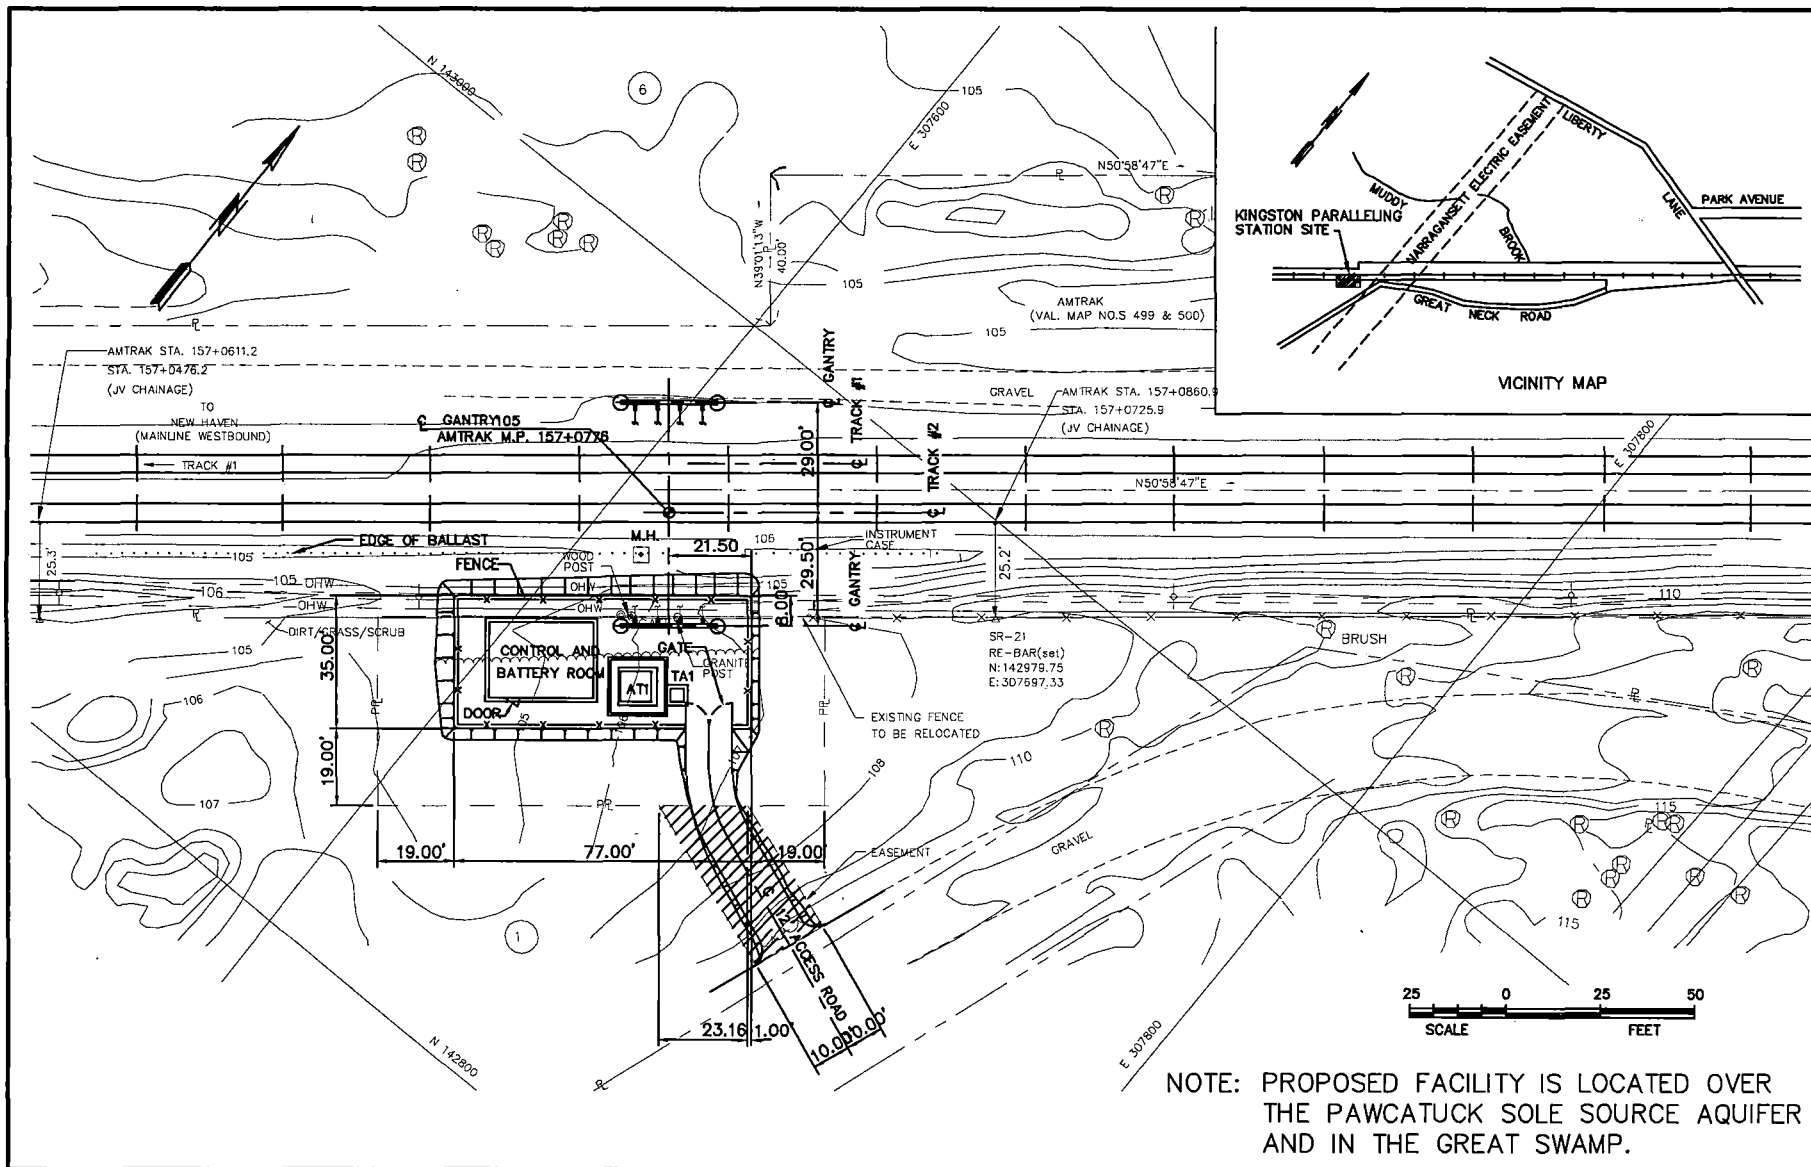 N 143000
6
105
E 307600
N50°58'47"E
R
N39°01'13"W
40.00'
105
AMTRAK
(VAL. MAP NO.S 499 & 500)
105
AMTRAK STA. 157+0611.2
STA. 157+0476.2
(JV CHAINAGE)
TO
NEW HAVEN
(MAINLINE WESTBOUND)
TRACK #1
GANTRY105
AMTRAK M.P. 157+0776
GANTRY
TRACK #1
TRACK #2
29.00'
GRAVEL
AMTRAK STA. 157+0860.9
STA. 157+0725.9
(JV CHAINAGE)
N50°58'47"E
E 307800
EDGE OF BALLAST
M.H.
21.50
106
INSTRUMENT
CASE
25.3'
105
105
OHW
106
OHW
FENCE
WOOD
POST
OHW
OHW
105
8.00'
29.50'
GANTRY
25.2'
110
DIRT/GRASS/SCRUB
105
106
35.00'
CONTROL AND
BATTERY ROOM
GATE
GRANITE
POST
AT1
TA1
DOOR
105
106
107
SR-21
RE-BAR(set)
N:142979.75
E:307697.33
BRUSH
EXISTING FENCE
TO BE RELOCATED
110
108
19.00'
107
115
19.00'
77.00'
19.00'
EASEMENT
GRAVEL
1
115
12' ACCESS ROAD
23.16
1.00'
10.00'
N 142800
E 307800
25 0 25 50
SCALE FEET
NOTE: PROPOSED FACILITY IS LOCATED OVER
THE PAWCATUCK SOLE SOURCE AQUIFER
AND IN THE GREAT SWAMP.
MUDDY
BROOK
NARRAGANSETT ELECTRIC EASEMENT
LIBERTY
LANE
PARK AVENUE
KINGSTON PARALLELING
STATION SITE
GREAT NECK ROAD
VICINITY MAP